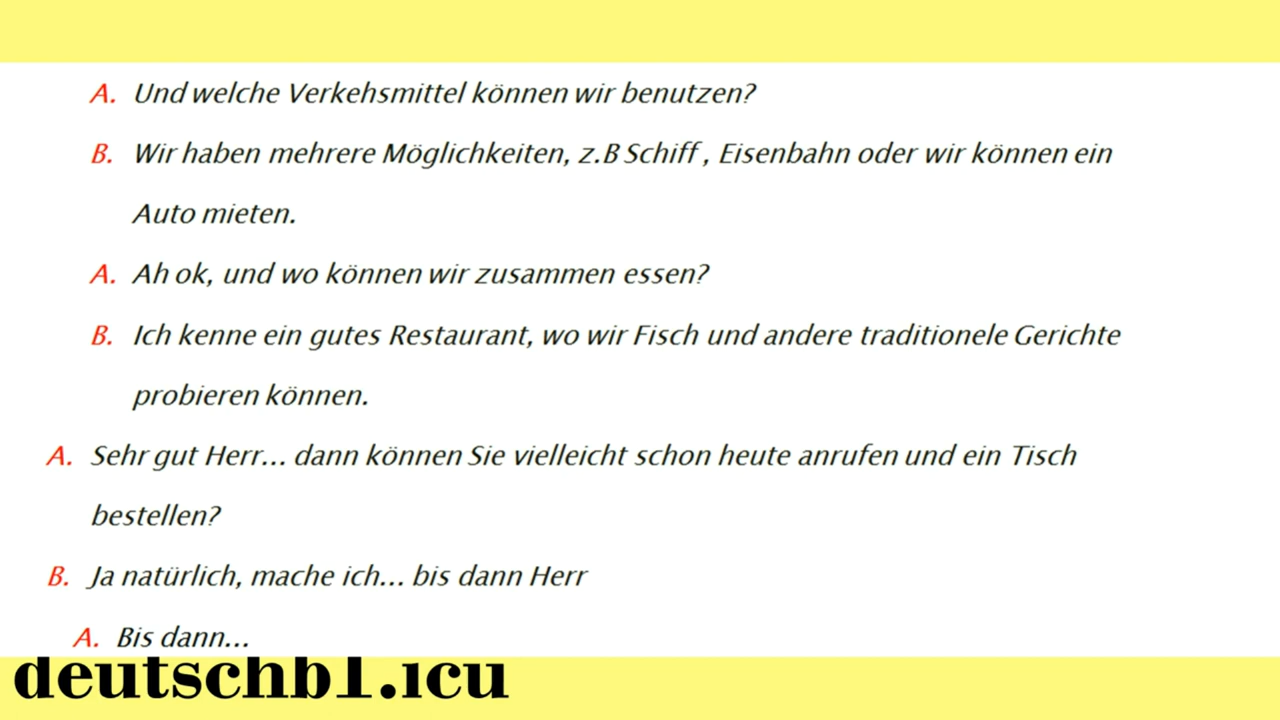 A. Und welche Verkehsmittel können wir benutzen?
B. Wir haben mehrere Möglichkeiten, z.B Schiff , Eisenbahn oder wir können ein
Auto mieten.
A. Ah ok, und wo können wir zusammen essen?
B. Ich kenne ein gutes Restaurant, wo wir Fisch und andere traditionele Gerichte
probieren können.
A. Sehr gut Herr... dann können Sie vielleicht schon heute anrufen und ein Tisch
bestellen?
B. Ja natürlich, mache ich... bis dann Herr
A. Bis dann...
deutschb1.icu